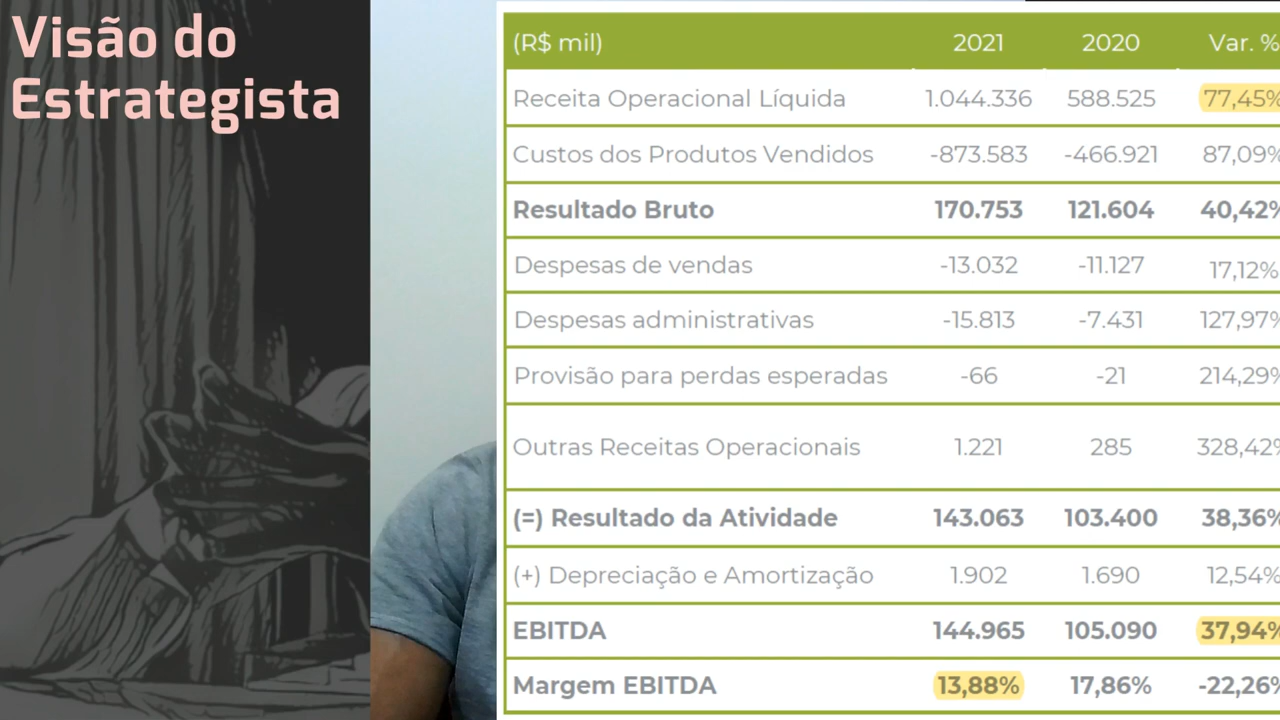 Visão do
Estrategista
(R$ mil) 2021 2020 Var. %
Receita Operacional Líquida 1.044.336 588.525 77,45%
Custos dos Produtos Vendidos -873.583 -466.921 87,09%
Resultado Bruto 170.753 121.604 40,42%
Despesas de vendas -13.032 -11.127 17,12%
Despesas administrativas -15.813 -7.431 127,97%
Provisão para perdas esperadas -66 -21 214,29%
Outras Receitas Operacionais 1.221 285 328,42%
(=) Resultado da Atividade 143.063 103.400 38,36%
(+) Depreciação e Amortização 1.902 1.690 12,54%
EBITDA 144.965 105.090 37,94%
Margem EBITDA 13,88% 17,86% -22,26%